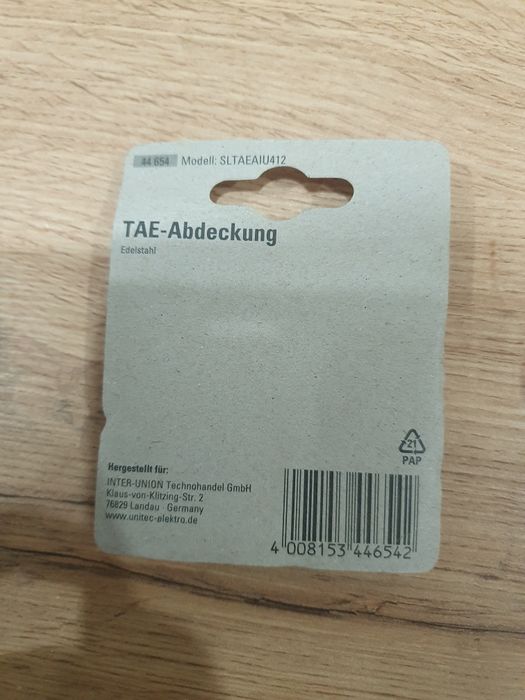 44 654 Modell: SLTAEAIU412
TAE-Abdeckung
Edelstahl
21
PAP
Hergestellt für:
INTER-UNION Technohandel GmbH
Klaus-von-Klitzing-Str. 2
76829 Landau · Germany
www.unitec-elektro.de
4 008153 446542